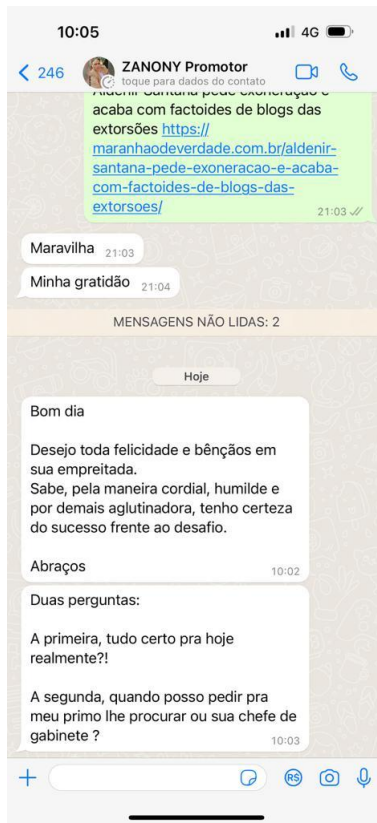 10:05
4G
246
ZANONY Promotor
toque para dados do contato
Aldenir Santana pede exoneração e
acaba com factoides de blogs das
extorsões https://
maranhaodeverdade.com.br/aldenir-
santana-pede-exoneracao-e-acaba-
com-factoides-de-blogs-das-
extorsoes/
21:03
Maravilha 21:03
Minha gratidão 21:04
MENSAGENS NÃO LIDAS: 2
Hoje
Bom dia
Desejo toda felicidade e bênçãos em
sua empreitada.
Sabe, pela maneira cordial, humilde e
por demais aglutinadora, tenho certeza
do sucesso frente ao desafio.
Abraços
10:02
Duas perguntas:
A primeira, tudo certo pra hoje
realmente?!
A segunda, quando posso pedir pra
meu primo lhe procurar ou sua chefe de
gabinete ?
10:03
R$